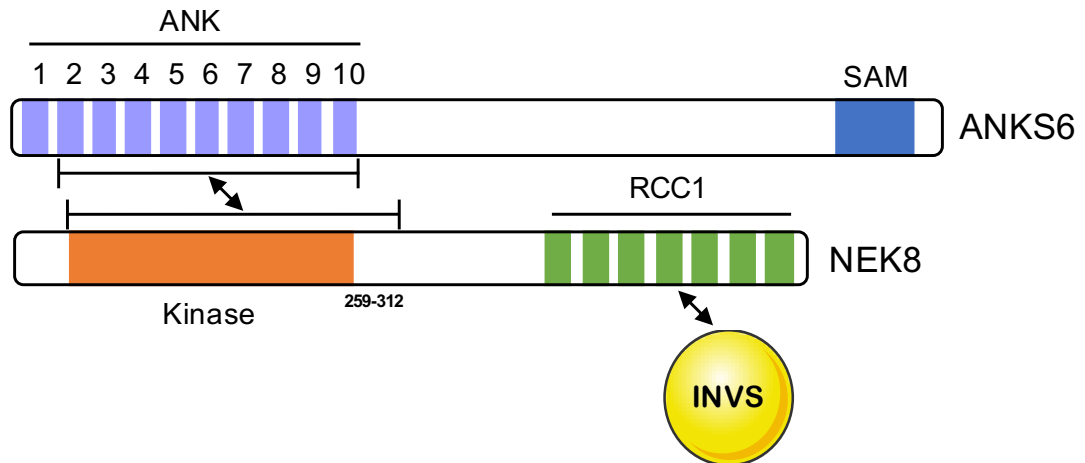 ANK
1 2 3 4 5 6 7 8 9 10
SAM
ANKS6
RCC1
NEK8
Kinase
259-312
INVS